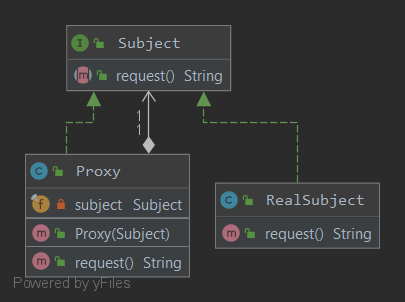 I Subject
m request() String
1
1
C Proxy
f subject Subject
m Proxy(Subject)
m request() String
C RealSubject
m request() String
Powered by yFiles